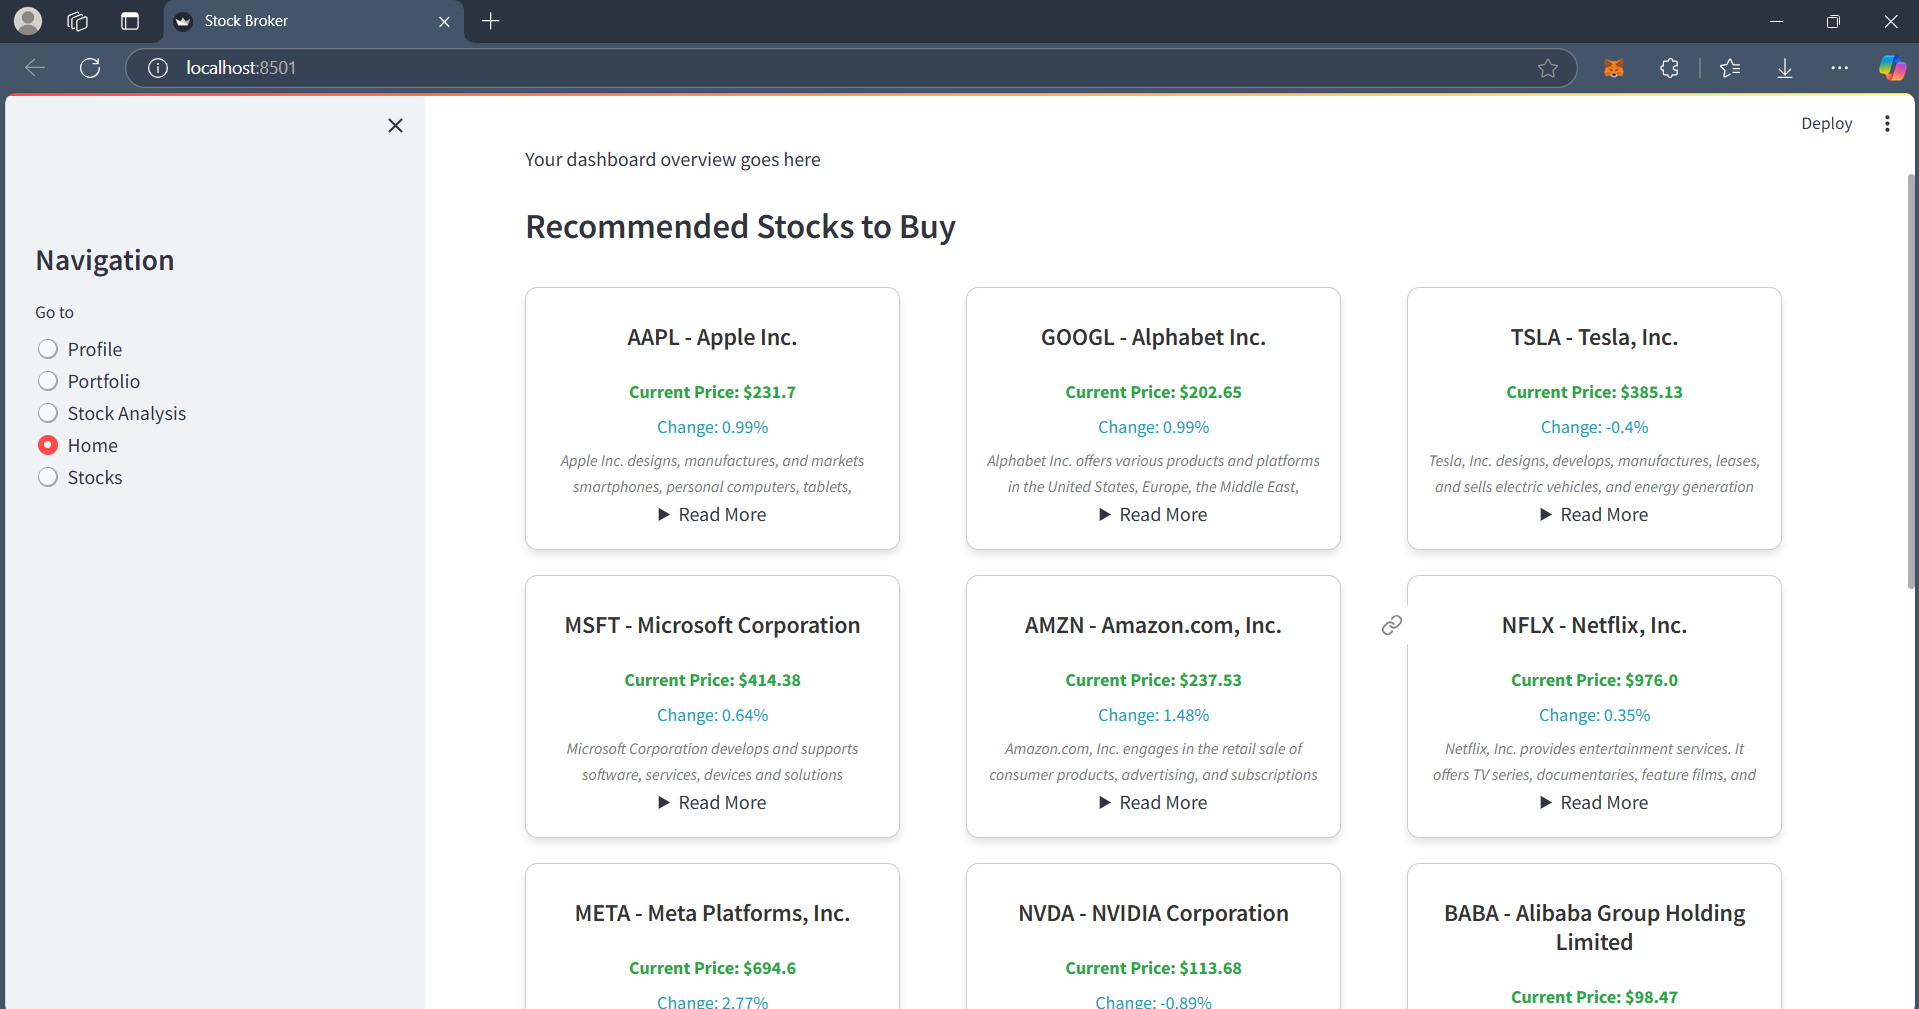 Stock Broker
localhost:8501
Deploy
Navigation
Go to
Profile
Portfolio
Stock Analysis
Home
Stocks
Your dashboard overview goes here
Recommended Stocks to Buy
AAPL - Apple Inc.
Current Price: $231.7
Change: 0.99%
Apple Inc. designs, manufactures, and markets
smartphones, personal computers, tablets,
Read More
GOOGL - Alphabet Inc.
Current Price: $202.65
Change: 0.99%
Alphabet Inc. offers various products and platforms
in the United States, Europe, the Middle East,
Read More
TSLA - Tesla, Inc.
Current Price: $385.13
Change: -0.4%
Tesla, Inc. designs, develops, manufactures, leases,
and sells electric vehicles, and energy generation
Read More
MSFT - Microsoft Corporation
Current Price: $414.38
Change: 0.64%
Microsoft Corporation develops and supports
software, services, devices and solutions
Read More
AMZN - Amazon.com, Inc.
Current Price: $237.53
Change: 1.48%
Amazon.com, Inc. engages in the retail sale of
consumer products, advertising, and subscriptions
Read More
NFLX - Netflix, Inc.
Current Price: $976.0
Change: 0.35%
Netflix, Inc. provides entertainment services. It
offers TV series, documentaries, feature films, and
Read More
META - Meta Platforms, Inc.
Current Price: $694.6
Change: 2.77%
NVDA - NVIDIA Corporation
Current Price: $113.68
Change: -0.89%
BABA - Alibaba Group Holding
Limited
Current Price: $98.47